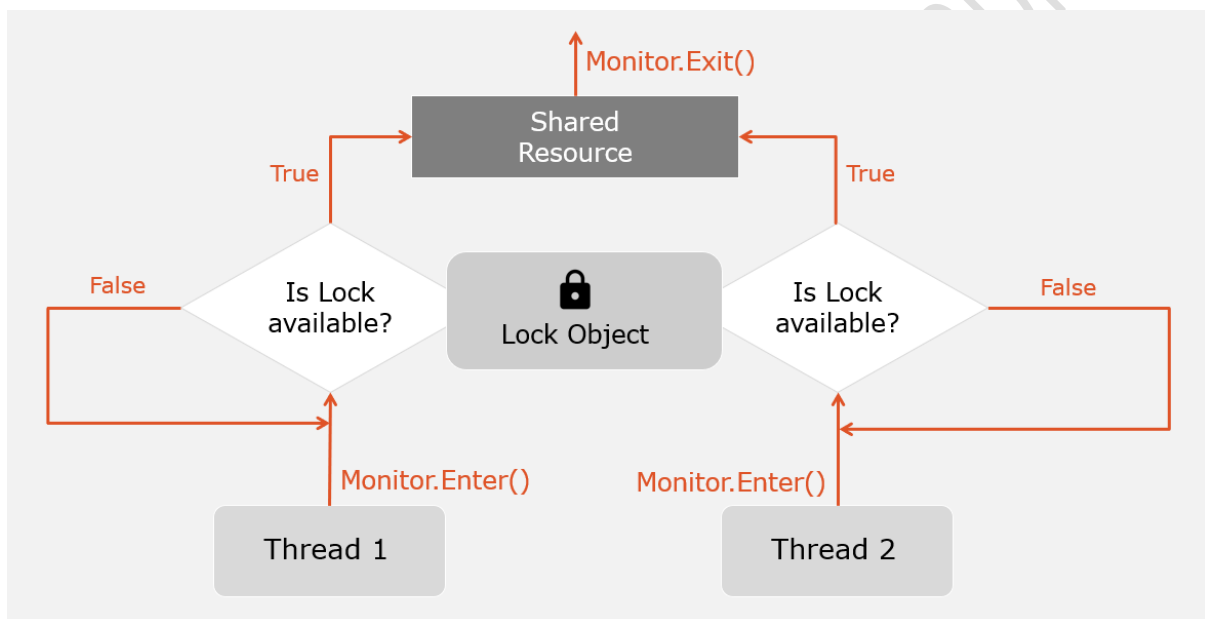 Monitor.Exit()
Shared
Resource
True
True
False
Is Lock
available?
Lock Object
Is Lock
available?
False
Monitor.Enter()
Monitor.Enter()
Thread 1
Thread 2